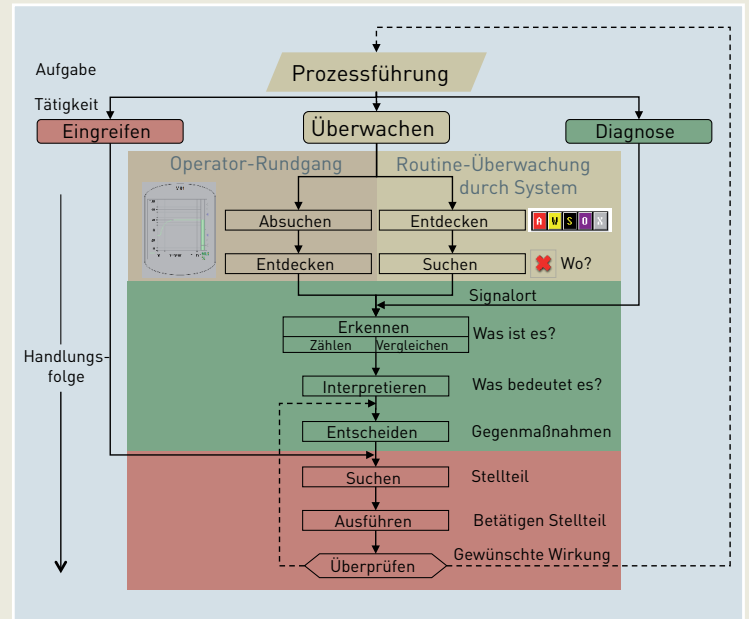 Aufgabe
Prozessführung
Tätigkeit
Eingreifen
Überwachen
Diagnose
Operator-Rundgang
Routine-Überwachung
durch System
Absuchen
Entdecken
A W S O X
Entdecken
Suchen
Wo?
Signalort
Erkennen
Zählen
Vergleichen
Was ist es?
Handlungs-
folge
Interpretieren
Was bedeutet es?
Entscheiden
Gegenmaßnahmen
Suchen
Stellteil
Ausführen
Betätigen Stellteil
Überprüfen
Gewünschte Wirkung